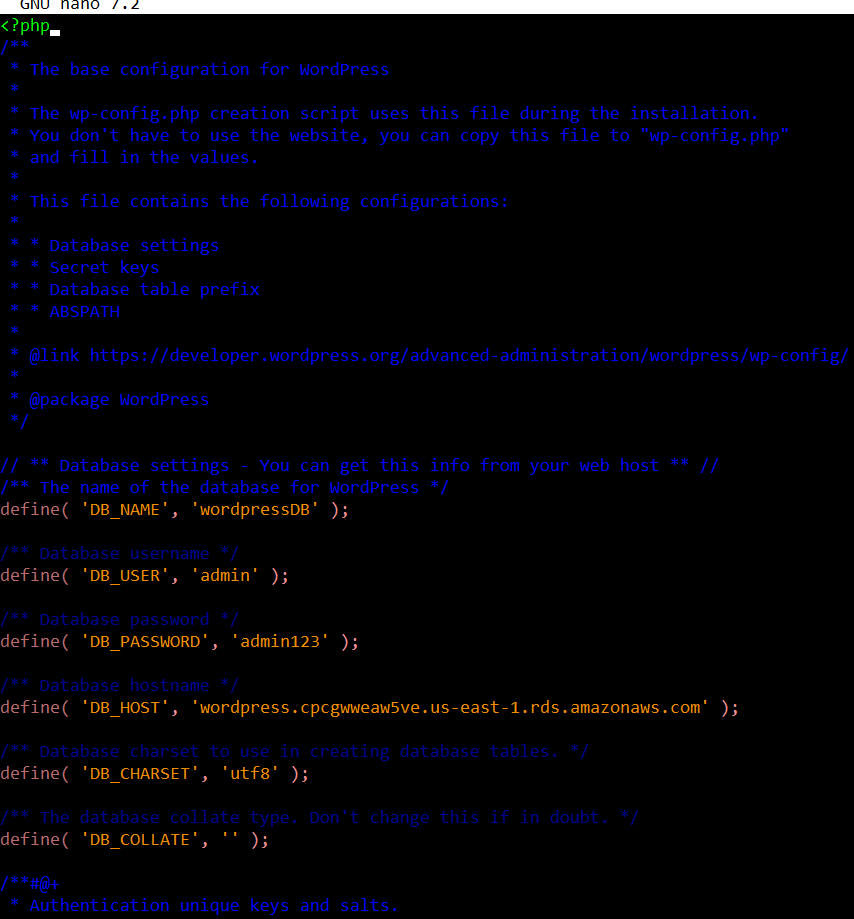 GNU nano 7.2
<?php
/**
 * The base configuration for WordPress
 *
 * The wp-config.php creation script uses this file during the installation.
 * You don't have to use the website, you can copy this file to "wp-config.php"
 * and fill in the values.
 *
 * This file contains the following configurations:
 *
 * * Database settings
 * * Secret keys
 * * Database table prefix
 * * ABSPATH
 *
 * @link https://developer.wordpress.org/advanced-administration/wordpress/wp-config/
 *
 * @package WordPress
 */
// ** Database settings - You can get this info from your web host ** //
/** The name of the database for WordPress */
define( 'DB_NAME', 'wordpressDB' );
/** Database username */
define( 'DB_USER', 'admin' );
/** Database password */
define( 'DB_PASSWORD', 'admin123' );
/** Database hostname */
define( 'DB_HOST', 'wordpress.cpcgwweaw5ve.us-east-1.rds.amazonaws.com' );
/** Database charset to use in creating database tables. */
define( 'DB_CHARSET', 'utf8' );
/** The database collate type. Don't change this if in doubt. */
define( 'DB_COLLATE', '' );
/**#@+
 * Authentication unique keys and salts.